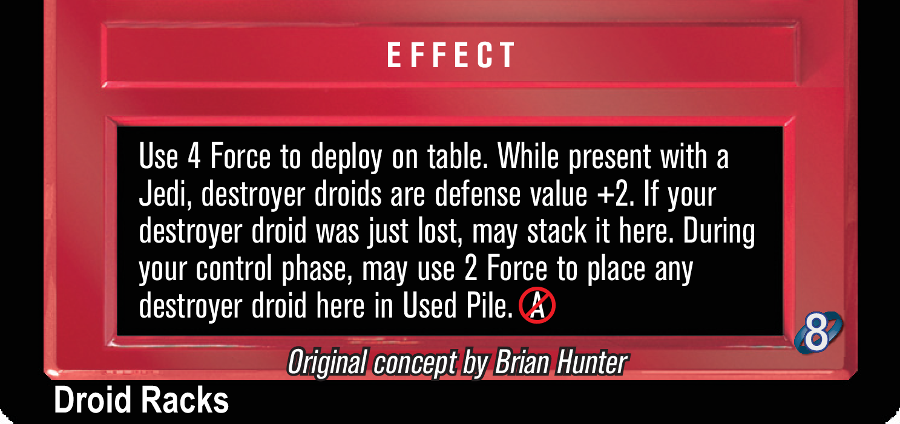 EFFECT
Use 4 Force to deploy on table. While present with a
Jedi, destroyer droids are defense value +2. If your
destroyer droid was just lost, may stack it here. During
your control phase, may use 2 Force to place any
destroyer droid here in Used Pile. A
8
Original concept by Brian Hunter
Droid Racks